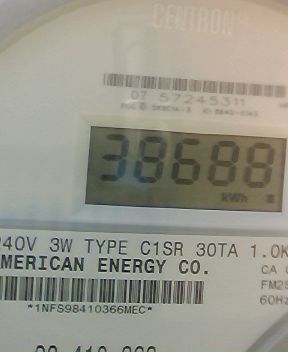 CENTRON
07 57245311
38688
kWh
240V 3W TYPE C1SR 30TA 1.0K
AMERICAN ENERGY CO.
CA
FM2S
60Hz
*1NFS98410366MEC*